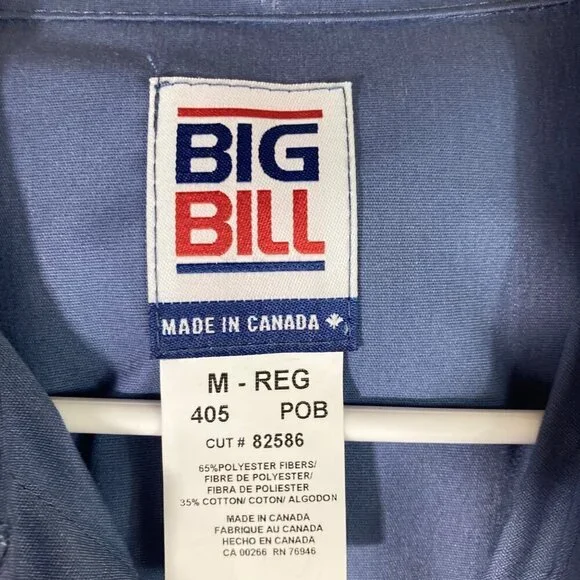 BIG
BILL
MADE IN CANADA
M - REG
405 POB
CUT # 82586
65%POLYESTER FIBERS/
FIBRE DE POLYESTER/
FIBRA DE POLIESTER
35% COTTON/ COTON/ ALGODON
MADE IN CANADA
FABRIQUE AU CANADA
HECHO EN CANADA
CA 00266 RN 76946